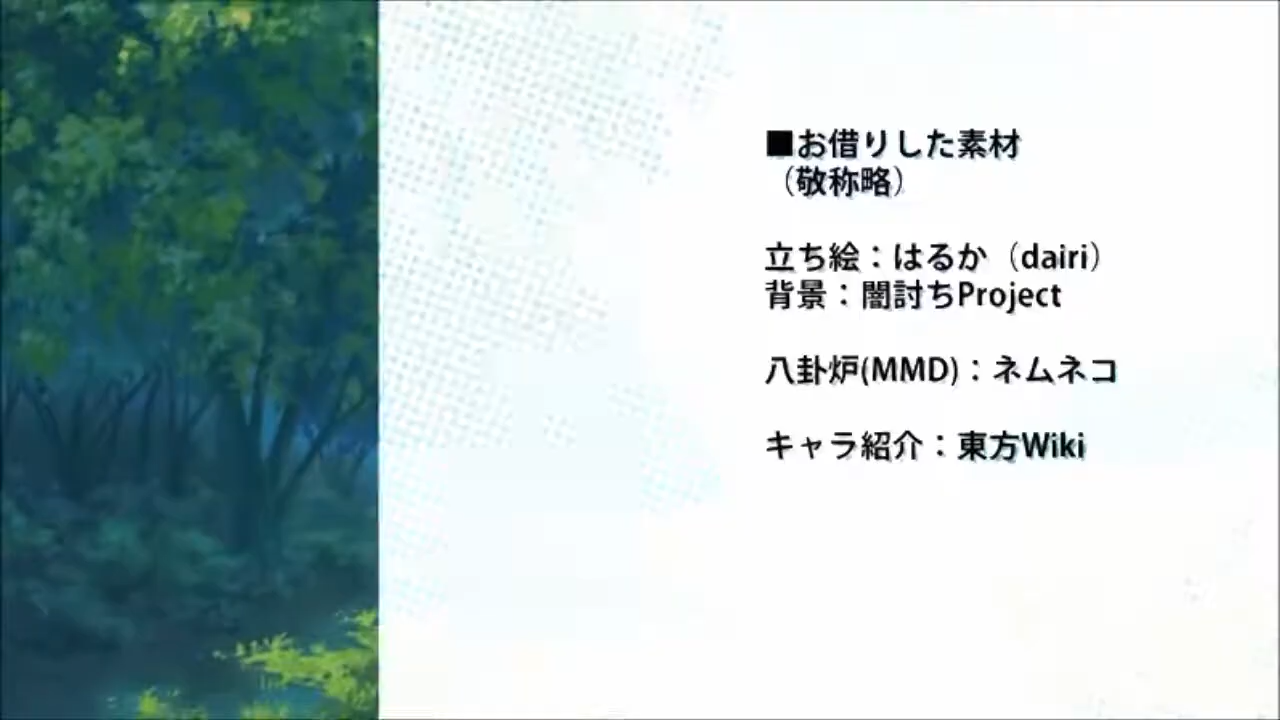 ■お借りした素材
（敬称略）
立ち絵：はるか（dairi）
背景：闇討ちProject
八卦炉(MMD)：ネムネコ
キャラ紹介：東方Wiki